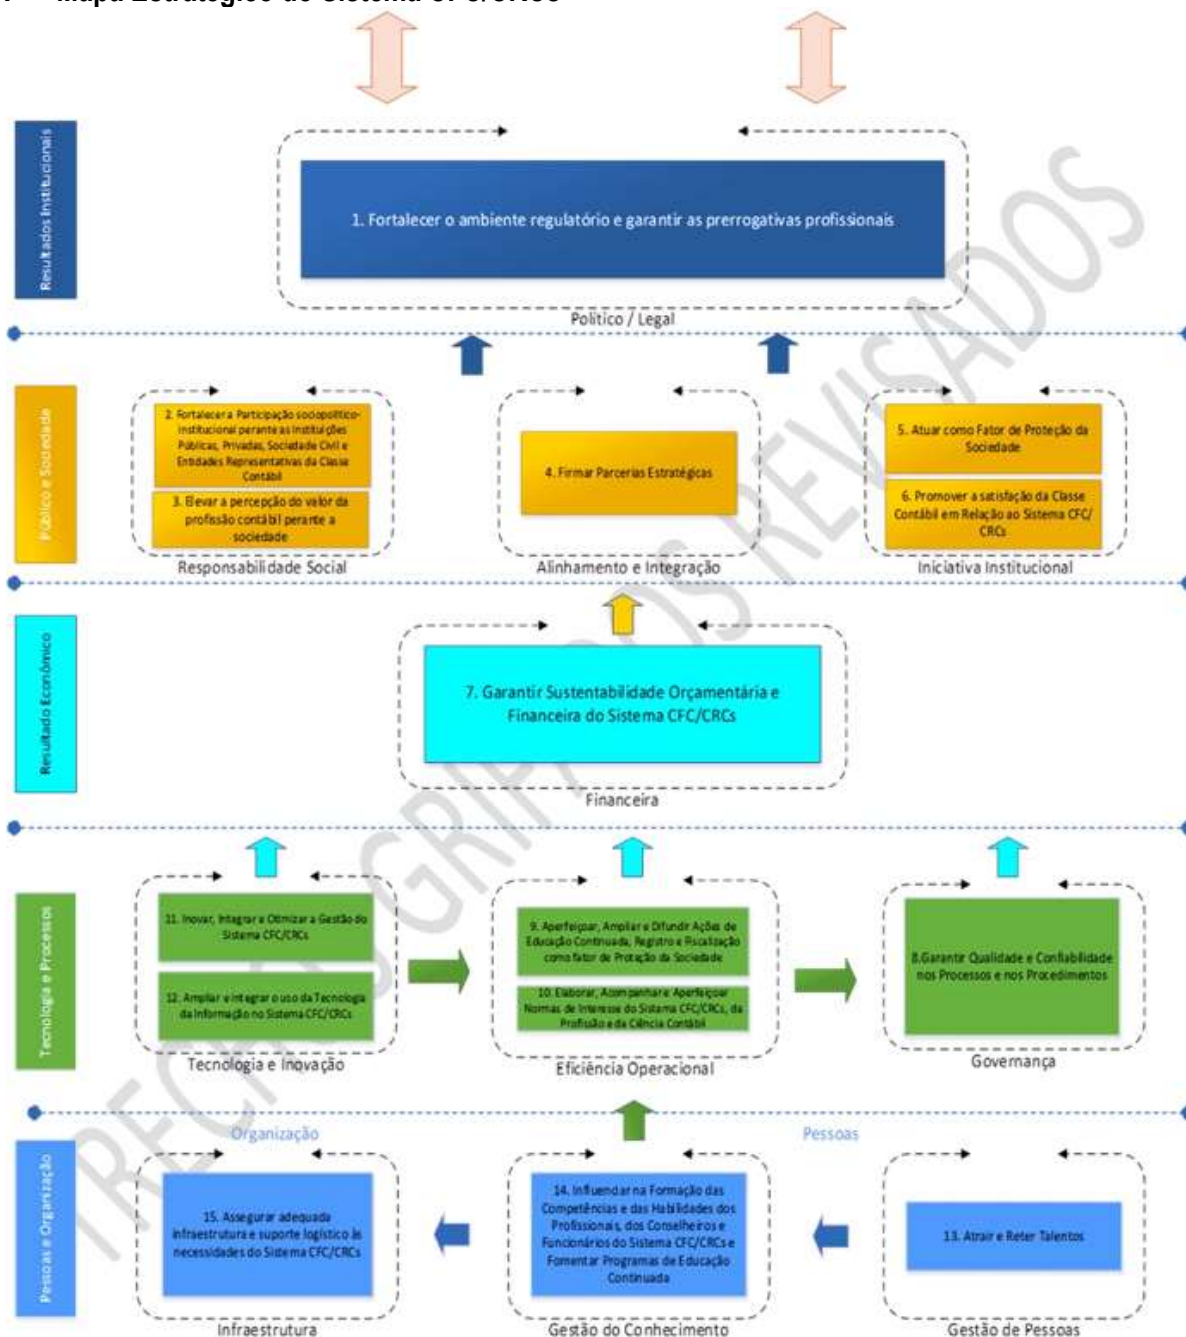 Mapa Estratégico do Sistema CFC/CRCs
Resultados Institucionais
1. Fortalecer o ambiente regulatório e garantir as prerrogativas profissionais
Político / Legal
Público e Sociedade
2. Fortalecer a Participação sociopolítico-
institucional perante as Instituições
Públicas, Privadas, Sociedade Civil e
Entidades Representativas da Classe
Contábil
3. Elevar a percepção do valor da
profissão contábil perante a
sociedade
Responsabilidade Social
4. Firmar Parcerias Estratégicas
Alinhamento e Integração
5. Atuar como Fator de Proteção da
Sociedade
6. Promover a satisfação da Classe
Contábil em Relação ao Sistema CFC/
CRCs
Iniciativa Institucional
Resultado Econômico
7. Garantir Sustentabilidade Orçamentária e
Financeira do Sistema CFC/CRCs
Financeira
Tecnologia e Processos
11. Inovar, Integrar e Otimizar a Gestão do
Sistema CFC/CRCs
12. Ampliar e integrar o uso da Tecnologia
da Informação no Sistema CFC/CRCs
Tecnologia e Inovação
9. Aperfeiçoar, Ampliar e Difundir Ações de
Educação Continuada, Registro e Fiscalização
como fator de Proteção da Sociedade
10. Elaborar, Acompanhar e Aperfeiçoar
Normas de Interesse do Sistema CFC/CRCs, da
Profissão e da Ciência Contábil
Eficiência Operacional
8.Garantir Qualidade e Confiabilidade
nos Processos e nos Procedimentos
Governança
Pessoas e Organização
Organização
Pessoas
15. Assegurar adequada
infraestrutura e suporte logístico às
necesidades do Sistema CFC/CRCs
Infraestrutura
14. Influenciar na Formação das
Competências e das Habilidades dos
Profissionais, dos Conselheiros e
Funcionários do Sistema CFC/CRCs e
Fomentar Programas de Educação
Continuada
Gestão do Conhecimento
13. Atrair e Reter Talentos
Gestão de Pessoas
TRECHOS GRIFADOS REVISADOS